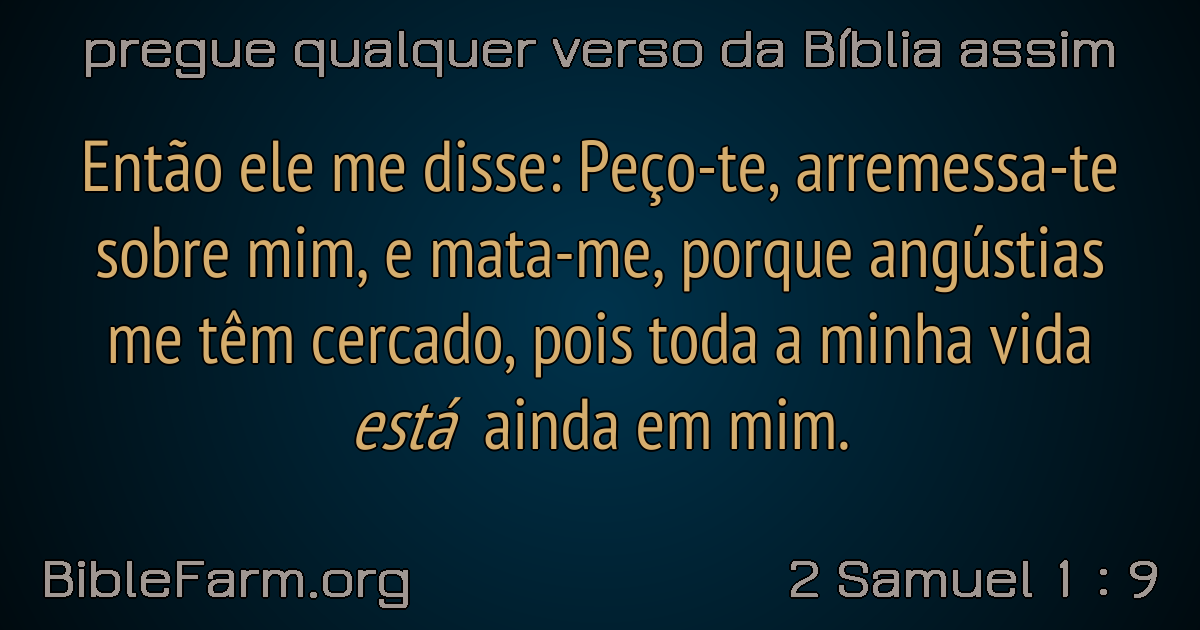 pregue qualquer verso da Bíblia assim
Então ele me disse: Peço-te, arremessa-te
sobre mim, e mata-me, porque angústias
me têm cercado, pois toda a minha vida
está ainda em mim.
BibleFarm.org
2 Samuel 1 : 9